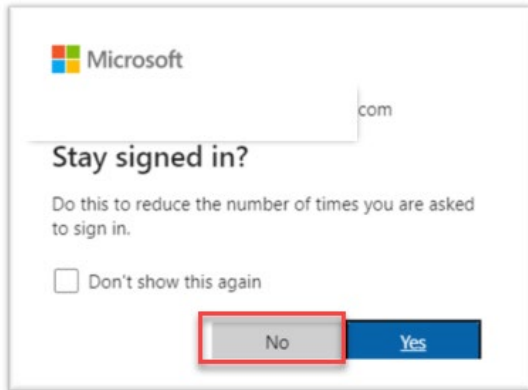 Microsoft
com
Stay signed in?
Do this to reduce the number of times you are asked
to sign in.
Don't show this again
No
Yes